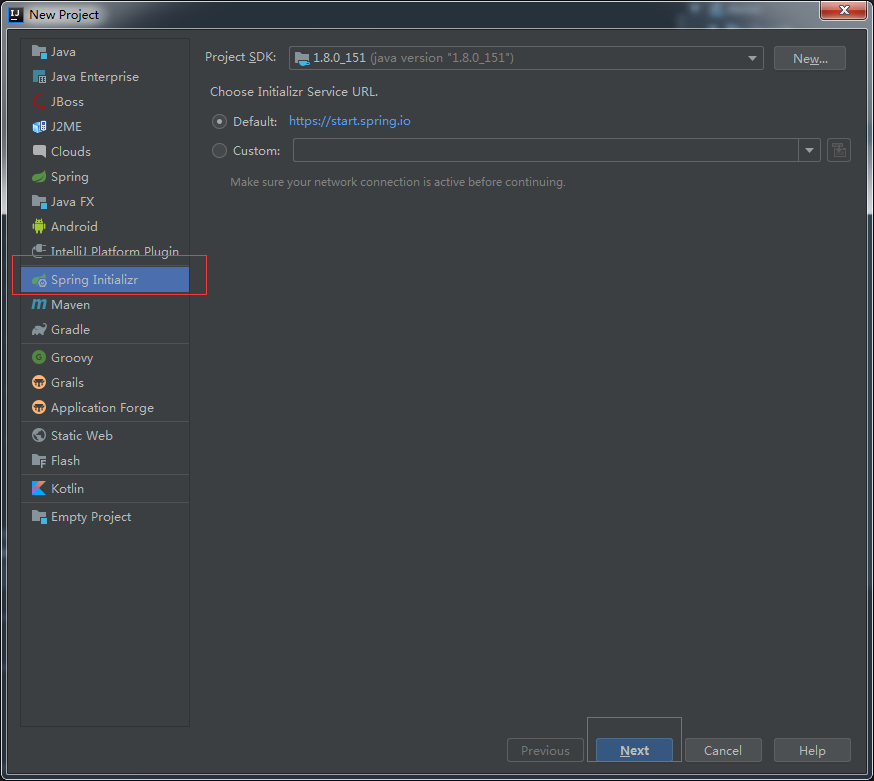 New Project
Java
Java Enterprise
JBoss
J2ME
Clouds
Spring
Java FX
Android
IntelliJ Platform Plugin
Spring Initializr
Maven
Gradle
Groovy
Grails
Application Forge
Static Web
Flash
Kotlin
Empty Project
Project SDK: 1.8.0_151 (java version "1.8.0_151") New...
Choose Initializr Service URL.
Default: https://start.spring.io
Custom:
Make sure your network connection is active before continuing.
Previous Next Cancel Help